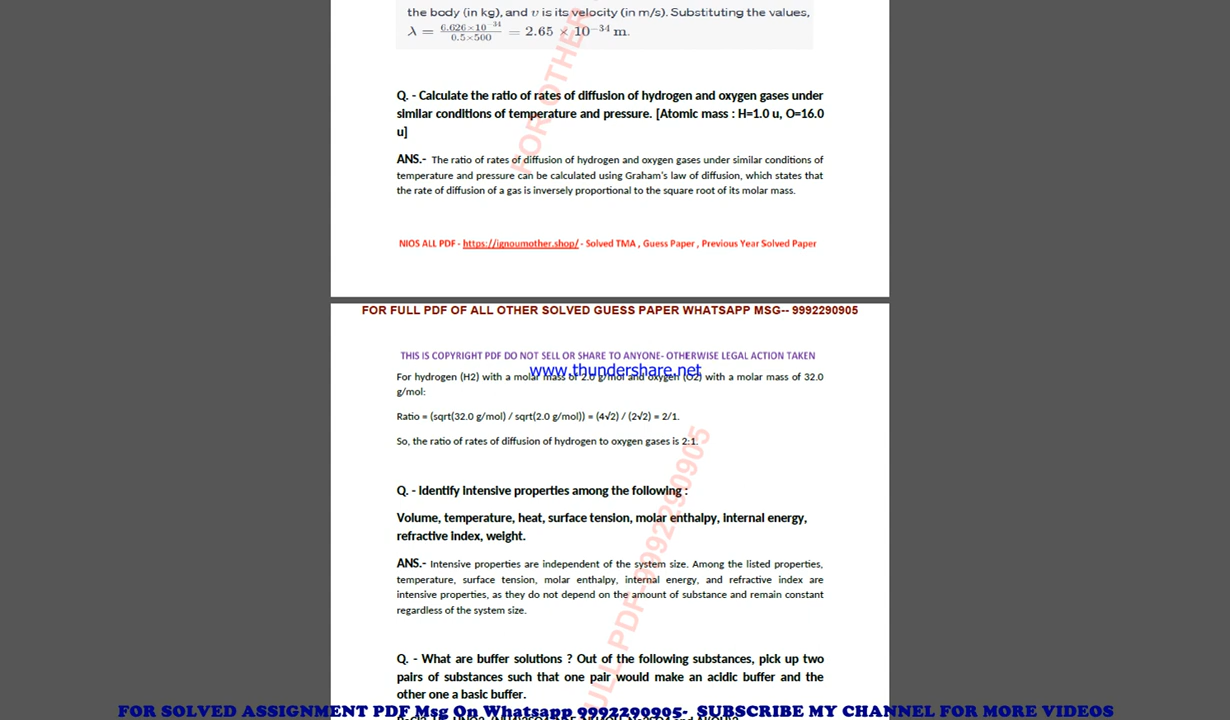 the body (in kg), and v is its velocity (in m/s). Substituting the values,
λ = 6.626×10⁻³⁴ / 0.5×500 = 2.65 × 10⁻³⁴ m.
Q. - Calculate the ratio of rates of diffusion of hydrogen and oxygen gases under
similar conditions of temperature and pressure. [Atomic mass : H=1.0 u, O=16.0
u]
ANS.- The ratio of rates of diffusion of hydrogen and oxygen gases under similar conditions of
temperature and pressure can be calculated using Graham's law of diffusion, which states that
the rate of diffusion of a gas is inversely proportional to the square root of its molar mass.
FOR OTHER
NIOS ALL PDF - https://ignoumother.shop/ - Solved TMA , Guess Paper , Previous Year Solved Paper
FOR FULL PDF OF ALL OTHER SOLVED GUESS PAPER WHATSAPP MSG-- 9992290905
THIS IS COPYRIGHT PDF DO NOT SELL OR SHARE TO ANYONE- OTHERWISE LEGAL ACTION TAKEN
www.thundershare.net
For hydrogen (H2) with a molar mass of 2.0 g/mol and oxygen (O2) with a molar mass of 32.0
g/mol:
Ratio = (sqrt(32.0 g/mol) / sqrt(2.0 g/mol)) = (4√2) / (2√2) = 2/1.
So, the ratio of rates of diffusion of hydrogen to oxygen gases is 2:1.
Q. - Identify intensive properties among the following :
Volume, temperature, heat, surface tension, molar enthalpy, internal energy,
refractive index, weight.
ANS.- Intensive properties are independent of the system size. Among the listed properties,
temperature, surface tension, molar enthalpy, internal energy, and refractive index are
intensive properties, as they do not depend on the amount of substance and remain constant
regardless of the system size.
ULL PDF-9992290905
Q. - What are buffer solutions ? Out of the following substances, pick up two
pairs of substances such that one pair would make an acidic buffer and the
other one a basic buffer.
FOR SOLVED ASSIGNMENT PDF Msg On Whatsapp 9992290905- SUBSCRIBE MY CHANNEL FOR MORE VIDEOS